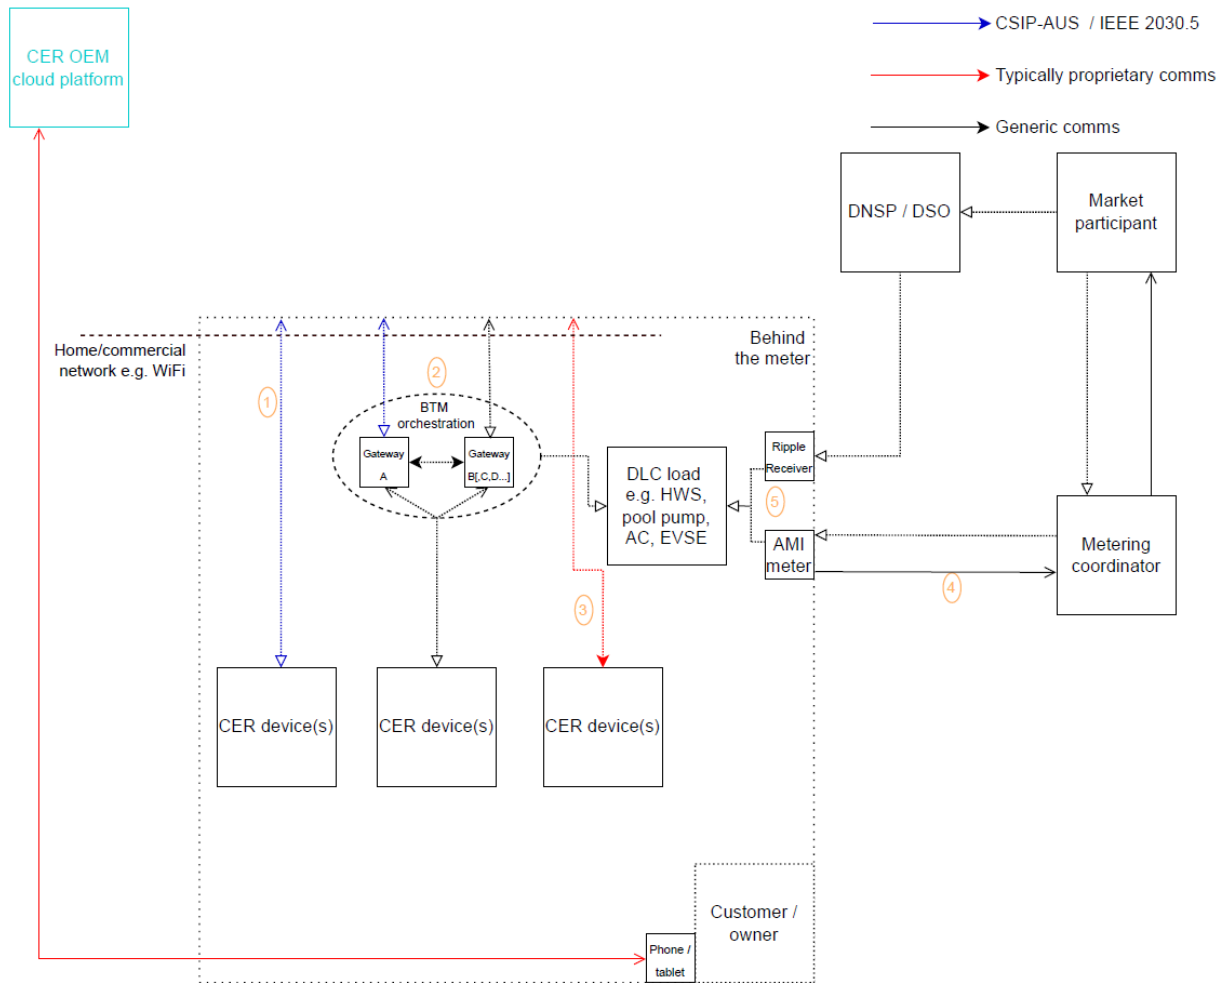 CER OEM
cloud platform
CSIP-AUS / IEEE 2030.5
Typically proprietary comms
Generic comms
DNSP / DSO
Market
participant
Home/commercial
network e.g. WiFi
Behind
the meter
1
2
BTM
orchestration
Gateway
A
Gateway
B[,C,D...]
DLC load
e.g. HWS,
pool pump,
AC, EVSE
Ripple
Receiver
5
AMI
meter
Metering
coordinator
4
3
CER device(s)
CER device(s)
CER device(s)
Customer /
owner
Phone /
tablet